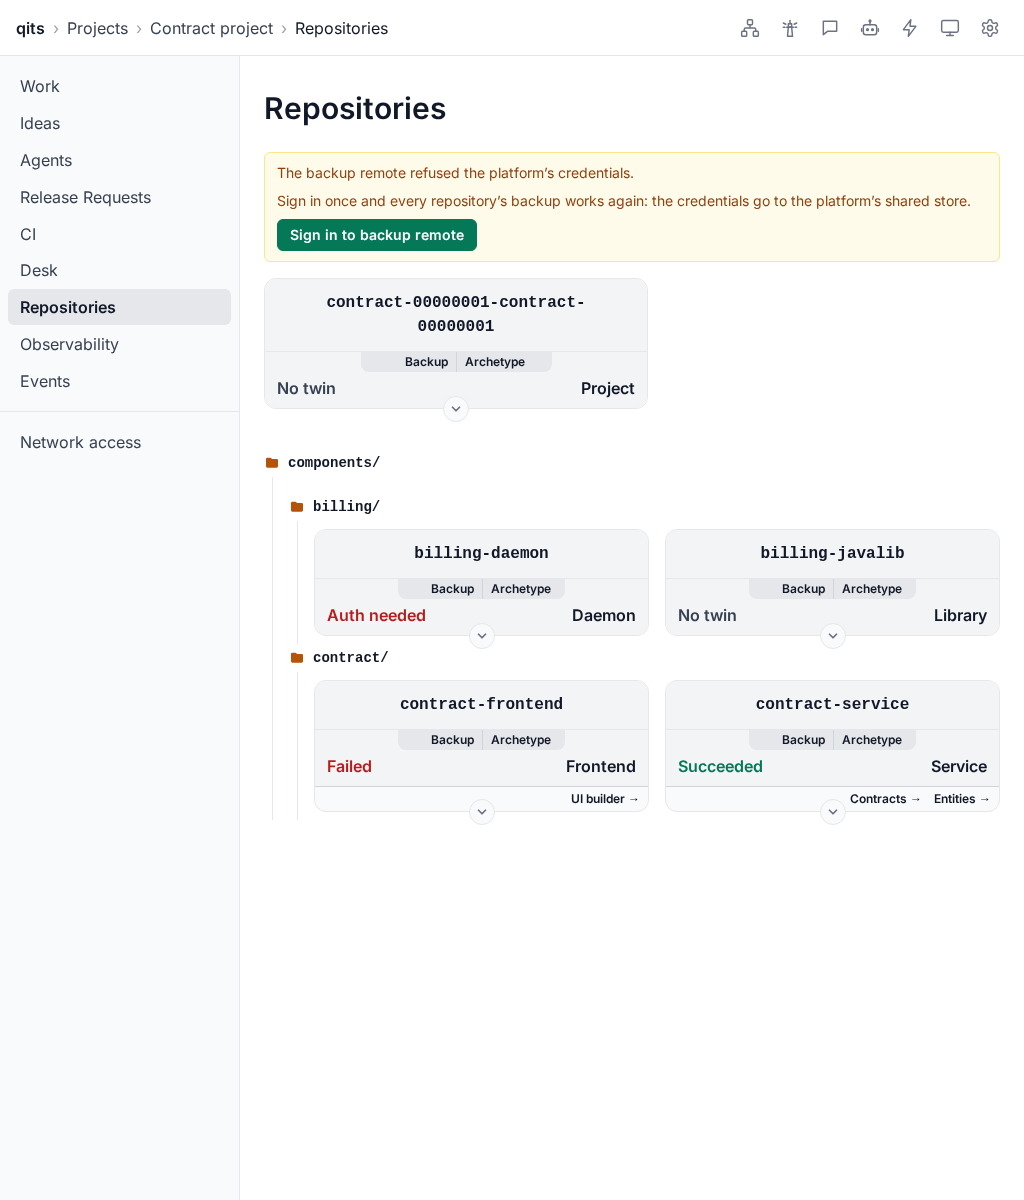 qits › Projects › Contract project › Repositories
Work
Ideas
Agents
Release Requests
CI
Desk
Repositories
Observability
Events
Network access
Repositories
The backup remote refused the platform’s credentials.
Sign in once and every repository’s backup works again: the credentials go to the platform’s shared store.
Sign in to backup remote
contract-00000001-contract-
00000001
Backup Archetype
No twin Project
components/
billing/
billing-daemon
Backup Archetype
Auth needed Daemon
billing-javalib
Backup Archetype
No twin Library
contract/
contract-frontend
Backup Archetype
Failed Frontend
UI builder →
contract-service
Backup Archetype
Succeeded Service
Contracts → Entities →